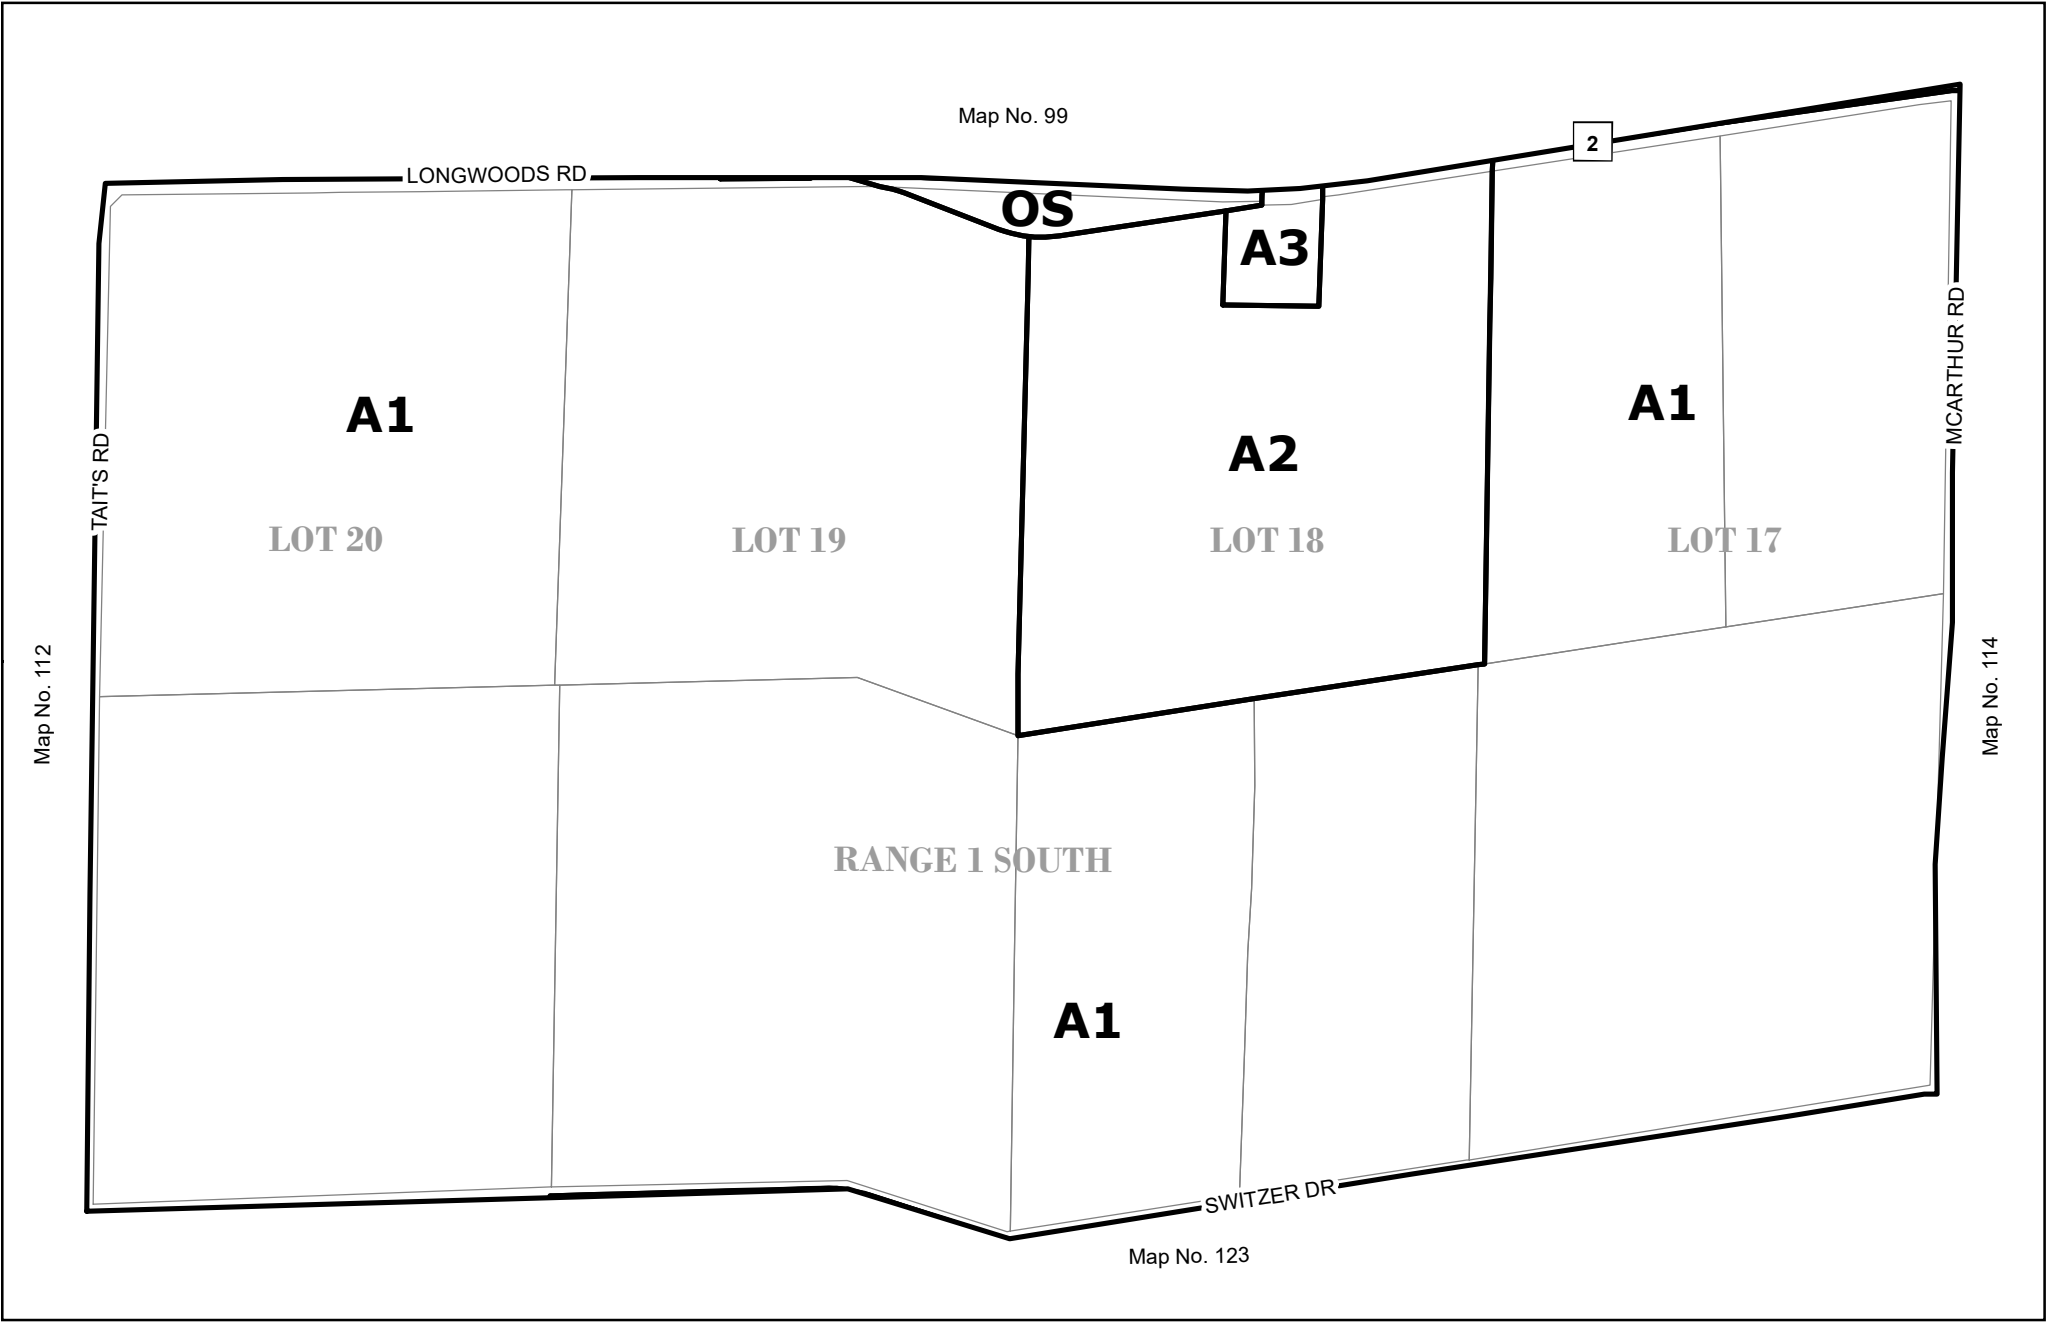 Map No. 99
2
LONGWOODS RD
OS
A3
MCARTHUR RD
A1
A1
A2
TAIT'S RD
LOT 20
LOT 19
LOT 18
LOT 17
Map No. 112
Map No. 114
RANGE 1 SOUTH
A1
SWITZER DR
Map No. 123